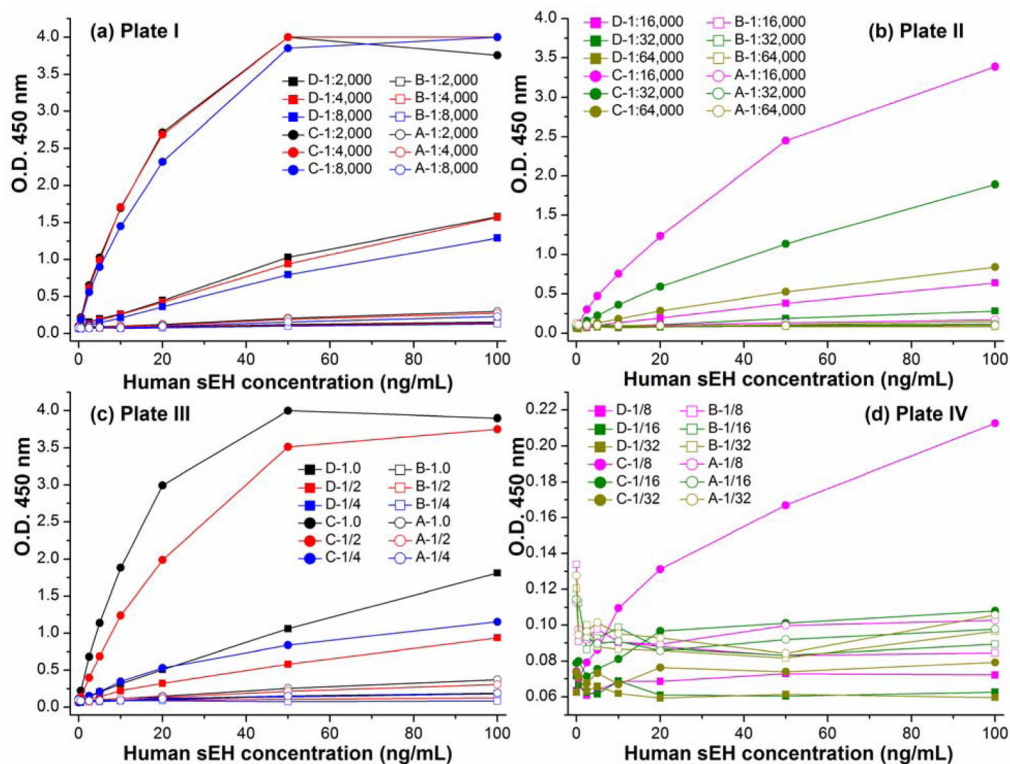 (a) Plate I
O.D. 450 nm
4.0
3.5
3.0
2.5
2.0
1.5
1.0
0.5
0.0
D-1:2,000 B-1:2,000
D-1:4,000 B-1:4,000
D-1:8,000 B-1:8,000
C-1:2,000 A-1:2,000
C-1:4,000 A-1:4,000
C-1:8,000 A-1:8,000
0 20 40 60 80 100
Human sEH concentration (ng/mL)
(b) Plate II
O.D. 450 nm
4.0
3.5
3.0
2.5
2.0
1.5
1.0
0.5
0.0
D-1:16,000 B-1:16,000
D-1:32,000 B-1:32,000
D-1:64,000 B-1:64,000
C-1:16,000 A-1:16,000
C-1:32,000 A-1:32,000
C-1:64,000 A-1:64,000
0 20 40 60 80 100
Human sEH concentration (ng/mL)
(c) Plate III
O.D. 450 nm
4.0
3.5
3.0
2.5
2.0
1.5
1.0
0.5
0.0
D-1.0 B-1.0
D-1/2 B-1/2
D-1/4 B-1/4
C-1.0 A-1.0
C-1/2 A-1/2
C-1/4 A-1/4
0 20 40 60 80 100
Human sEH concentration (ng/mL)
(d) Plate IV
O.D. 450 nm
0.22
0.20
0.18
0.16
0.14
0.12
0.10
0.08
0.06
D-1/8 B-1/8
D-1/16 B-1/16
D-1/32 B-1/32
C-1/8 A-1/8
C-1/16 A-1/16
C-1/32 A-1/32
0 20 40 60 80 100
Human sEH concentration (ng/mL)